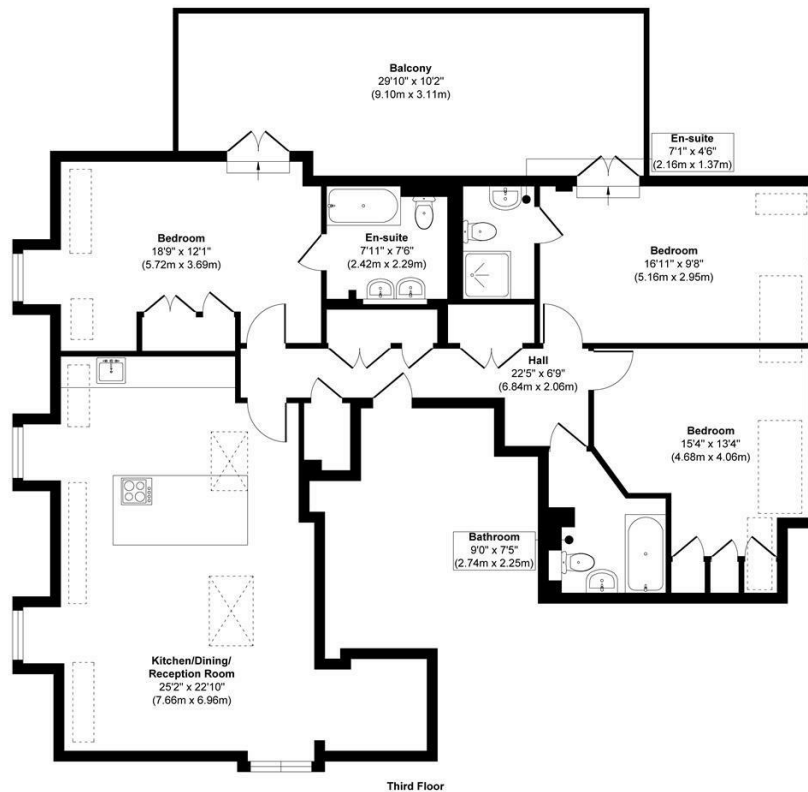 Balcony
29'10" x 10'2"
(9.10m x 3.11m)
En-suite
7'1" x 4'6"
(2.16m x 1.37m)
Bedroom
18'9" x 12'1"
(5.72m x 3.69m)
En-suite
7'11" x 7'6"
(2.42m x 2.29m)
Bedroom
16'11" x 9'8"
(5.16m x 2.95m)
Hall
22'5" x 6'9"
(6.84m x 2.06m)
Bedroom
15'4" x 13'4"
(4.68m x 4.06m)
Bathroom
9'0" x 7'5"
(2.74m x 2.25m)
Kitchen/Dining/
Reception Room
25'2" x 22'10"
(7.66m x 6.96m)
Third Floor